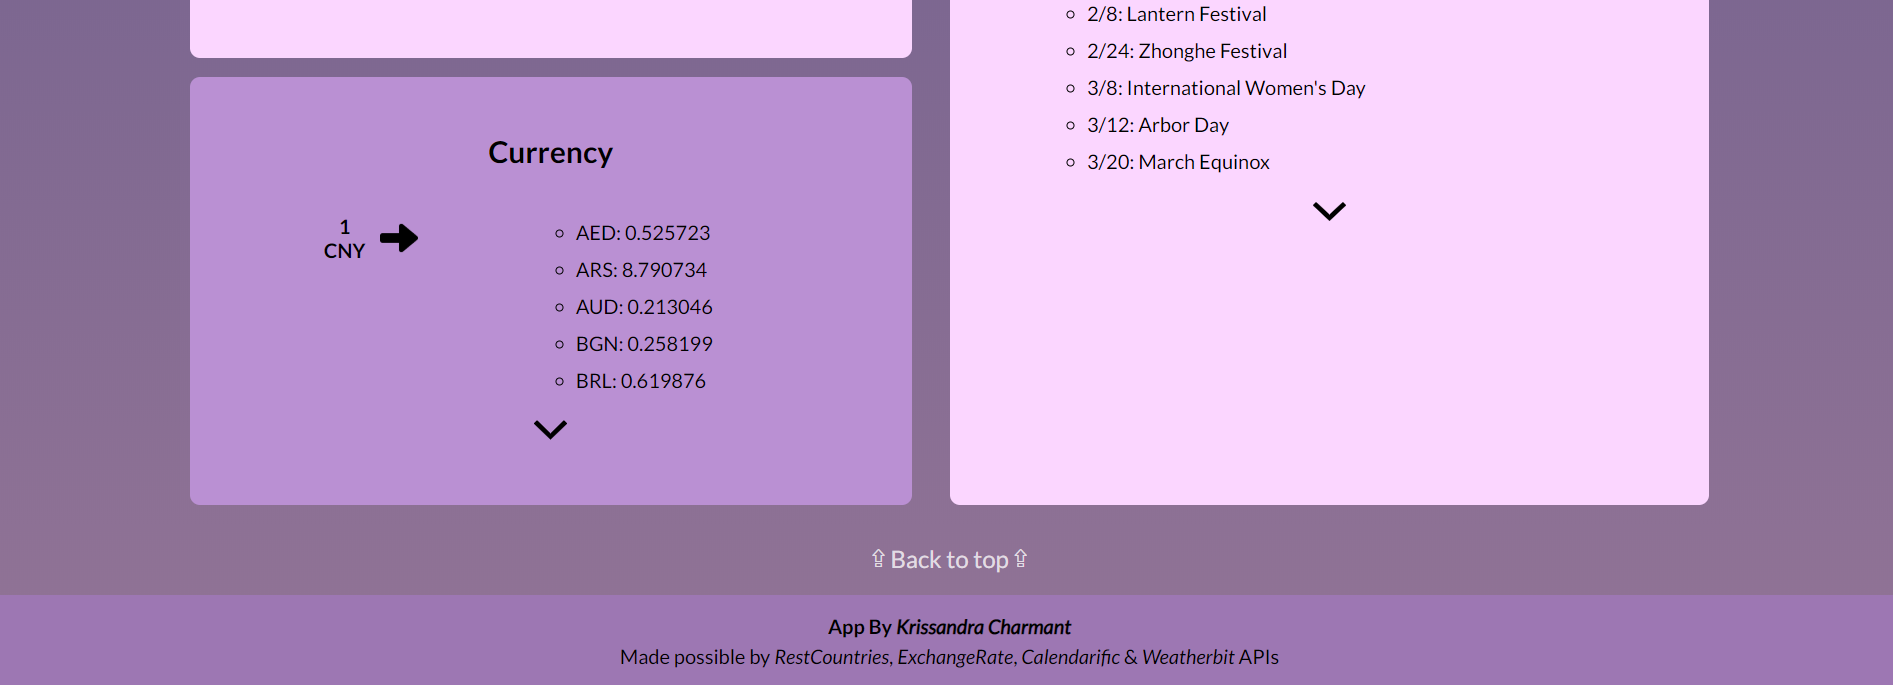 2/8: Lantern Festival
2/24: Zhonghe Festival
3/8: International Women's Day
3/12: Arbor Day
3/20: March Equinox
Currency
1
CNY
AED: 0.525723
ARS: 8.790734
AUD: 0.213046
BGN: 0.258199
BRL: 0.619876
⇪ Back to top ⇪
App By Krissandra Charmant
Made possible by RestCountries, ExchangeRate, Calendarific & Weatherbit APIs